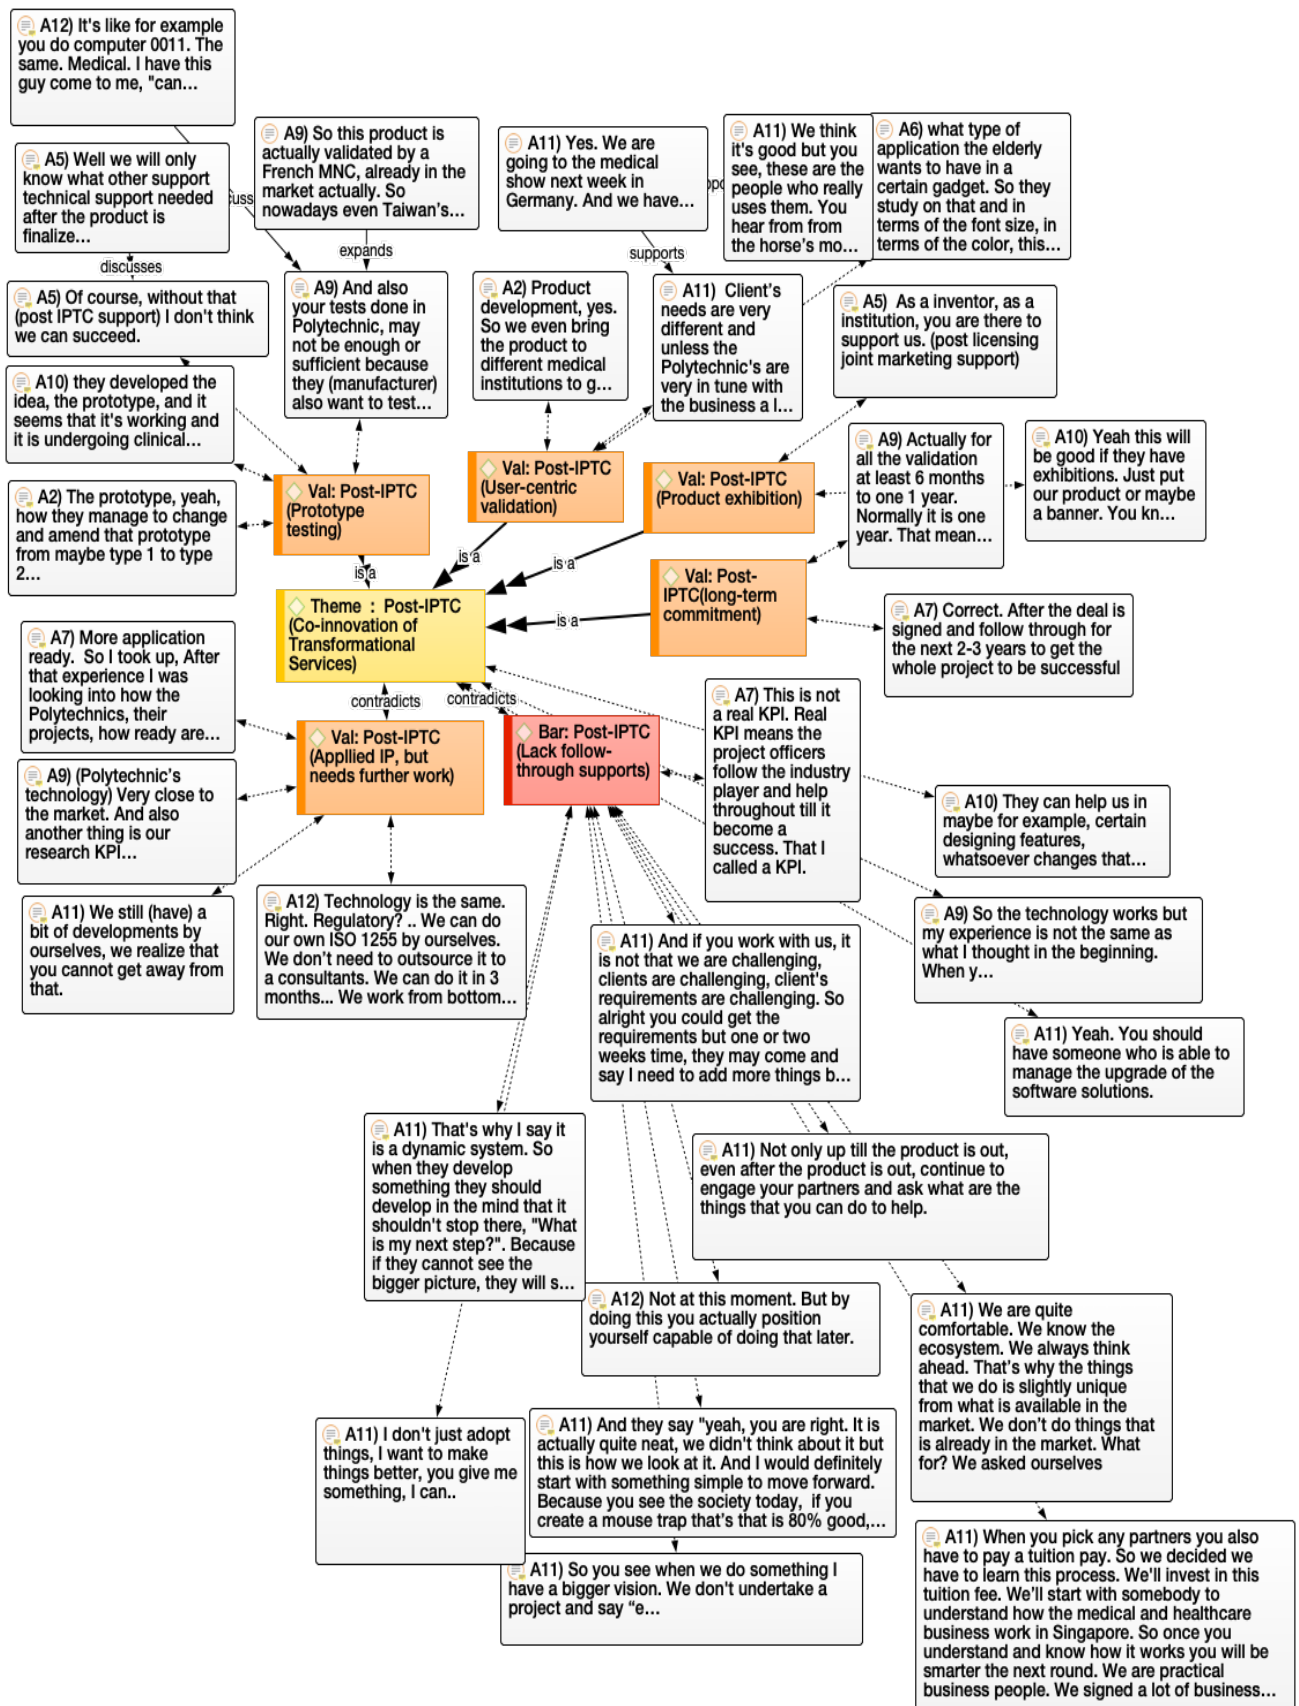 A12) It's like for example
you do computer 0011. The
same. Medical. I have this
guy come to me, "can...
A5) Well we will only
know what other support
technical support needed
after the product is
finalize...
A9) So this product is
actually validated by a
French MNC, already in the
market actually. So
nowadays even Taiwan's...
A11) Yes. We are
going to the medical
show next week in
Germany. And we have...
A11) We think
it's good but you
see, these are the
people who really
uses them. You
hear from from
the horse's mo...
A6) what type of
application the elderly
wants to have in a
certain gadget. So they
study on that and in
terms of the font size, in
terms of the color, this...
discusses
expands
supports
A5) Of course, without that
(post IPTC support) I don't think
we can succeed.
A9) And also
your tests done in
Polytechnic, may
not be enough or
sufficient because
they (manufacturer)
also want to test...
A2) Product
development, yes.
So we even bring
the product to
different medical
institutions to g...
A11) Client's
needs are very
different and
unless the
Polytechnic's are
very in tune with
the business a l...
A5) As a inventor, as a
institution, you are there to
support us. (post licensing
joint marketing support)
A10) they developed the
idea, the prototype, and it
seems that it's working and
it is undergoing clinical...
A2) The prototype, yeah,
how they manage to change
and amend that prototype
from maybe type 1 to type
2...
Val: Post-IPTC
(Prototype
testing)
Val: Post-IPTC
(User-centric
validation)
Val: Post-IPTC
(Product exhibition)
A9) Actually for
all the validation
at least 6 months
to one 1 year.
Normally it is one
year. That mean...
A10) Yeah this will
be good if they have
exhibitions. Just put
our product or maybe
a banner. You kn...
is a
is a
is a
is a
Theme : Post-IPTC
(Co-innovation of
Transformational
Services)
Val: Post-
IPTC(long-term
commitment)
A7) Correct. After the deal is
signed and follow through for
the next 2-3 years to get the
whole project to be successful
A7) More application
ready. So I took up, After
that experience I was
looking into how the
Polytechnics, their
projects, how ready are...
contradicts
contradicts
Val: Post-IPTC
(Appllied IP, but
needs further work)
Bar: Post-IPTC
(Lack follow-
through supports)
A7) This is not
a real KPI. Real
KPI means the
project officers
follow the industry
player and help
throughout till it
become a
success. That I
called a KPI.
A9) (Polytechnic's
technology) Very close to
the market. And also
another thing is our
research KPI...
A10) They can help us in
maybe for example, certain
designing features,
whatsoever changes that...
A11) We still (have) a
bit of developments by
ourselves, we realize that
you cannot get away from
that.
A12) Technology is the same.
Right. Regulatory? .. We can do
our own ISO 1255 by ourselves.
We don't need to outsource it to
a consultants. We can do it in 3
months... We work from bottom...
A9) So the technology works but
my experience is not the same as
what I thought in the beginning.
When y...
A11) And if you work with us, it
is not that we are challenging,
clients are challenging, client's
requirements are challenging. So
alright you could get the
requirements but one or two
weeks time, they may come and
say I need to add more things b...
A11) Yeah. You should
have someone who is able to
manage the upgrade of the
software solutions.
A11) That's why I say it
is a dynamic system. So
when they develop
something they should
develop in the mind that it
shouldn't stop there, "What
is my next step?". Because
if they cannot see the
bigger picture, they will s...
A11) Not only up till the product is out,
even after the product is out, continue to
engage your partners and ask what are the
things that you can do to help.
A12) Not at this moment. But by
doing this you actually position
yourself capable of doing that later.
A11) We are quite
comfortable. We know the
ecosystem. We always think
ahead. That's why the things
that we do is slightly unique
from what is available in the
market. We don't do things that
is already in the market. What
for? We asked ourselves
A11) I don't just adopt
things, I want to make
things better, you give me
something, I can..
A11) And they say "yeah, you are right. It is
actually quite neat, we didn't think about it but
this is how we look at it. And I would definitely
start with something simple to move forward.
Because you see the society today, if you
create a mouse trap that's that is 80% good,...
A11) So you see when we do something I
have a bigger vision. We don't undertake a
project and say "e...
A11) When you pick any partners you also
have to pay a tuition pay. So we decided we
have to learn this process. We'll invest in this
tuition fee. We'll start with somebody to
understand how the medical and healthcare
business work in Singapore. So once you
understand and know how it works you will be
smarter the next round. We are practical
business people. We signed a lot of business...